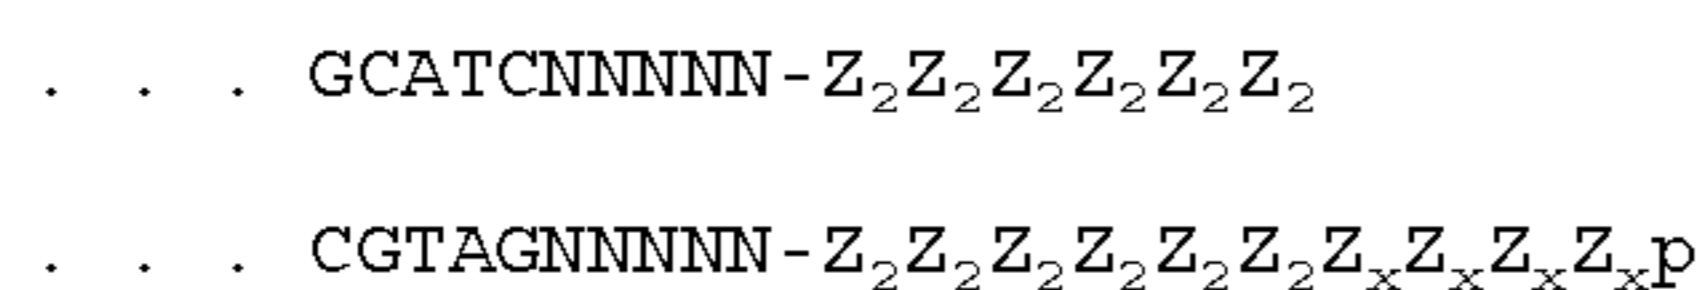 . . . GCATCNNNNN-Z₂Z₂Z₂Z₂Z₂Z₂
. . . CGTAGNNNNN-Z₂Z₂Z₂Z₂Z₂Z₂ZₓZₓZₓZₓp